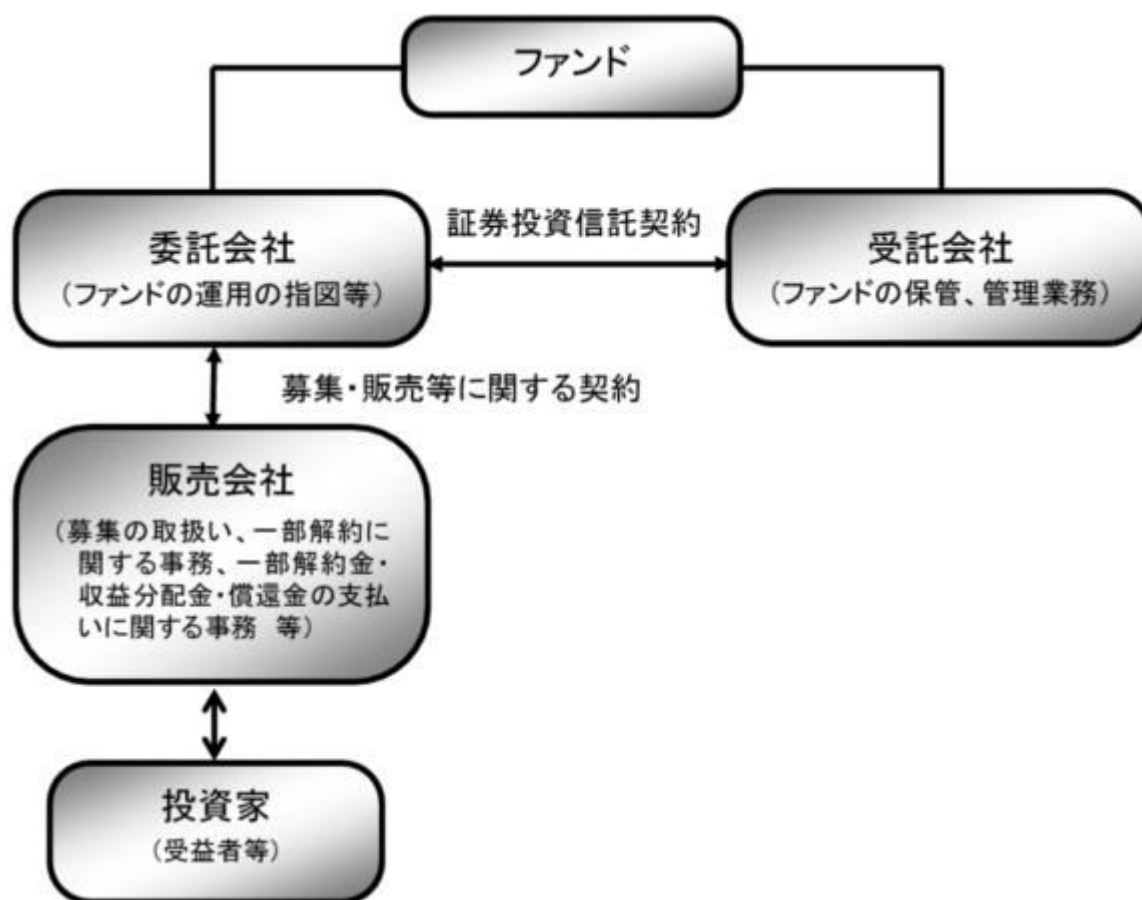 ファンド
委託会社
（ファンドの運用の指図等）
証券投資信託契約
受託会社
（ファンドの保管、管理業務）
募集・販売等に関する契約
販売会社
（募集の取扱い、一部解約に
関する事務、一部解約金・
収益分配金・償還金の支払
いに関する事務　等）
投資家
（受益者等）